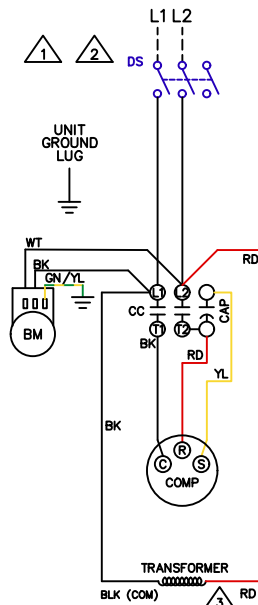 L1 L2
1
2
DS
UNIT
GROUND
LUG
WT
RD
BK
GN/YL
L1
L2
CC
CAP
BM
T1
T2
BK
RD
YL
BK
R
C
S
COMP
TRANSFORMER
BLK (COM)
3
RD